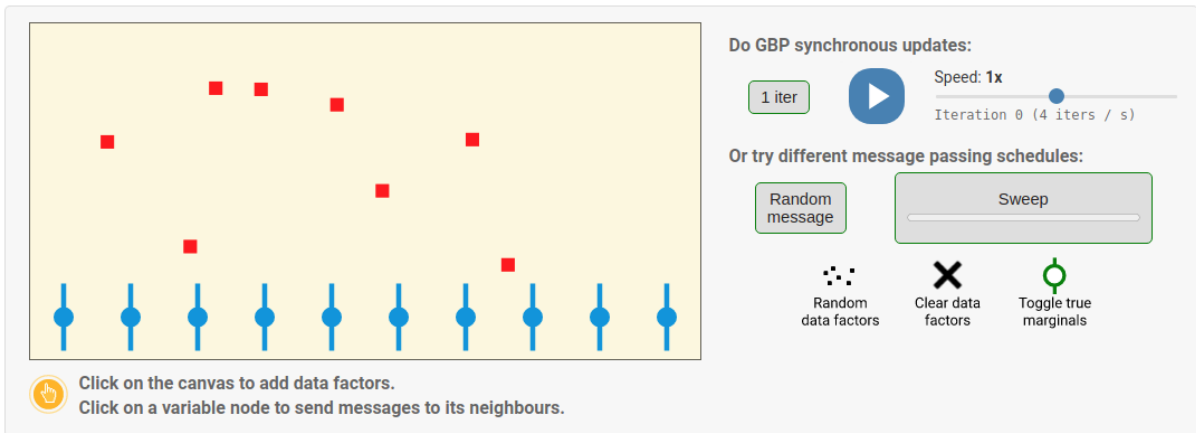 Do GBP synchronous updates:
1 iter
Speed: 1x
Iteration 0 (4 iters / s)
Or try different message passing schedules:
Random
message
Sweep
Random
data factors
Clear data
factors
Toggle true
marginals
Click on the canvas to add data factors.
Click on a variable node to send messages to its neighbours.